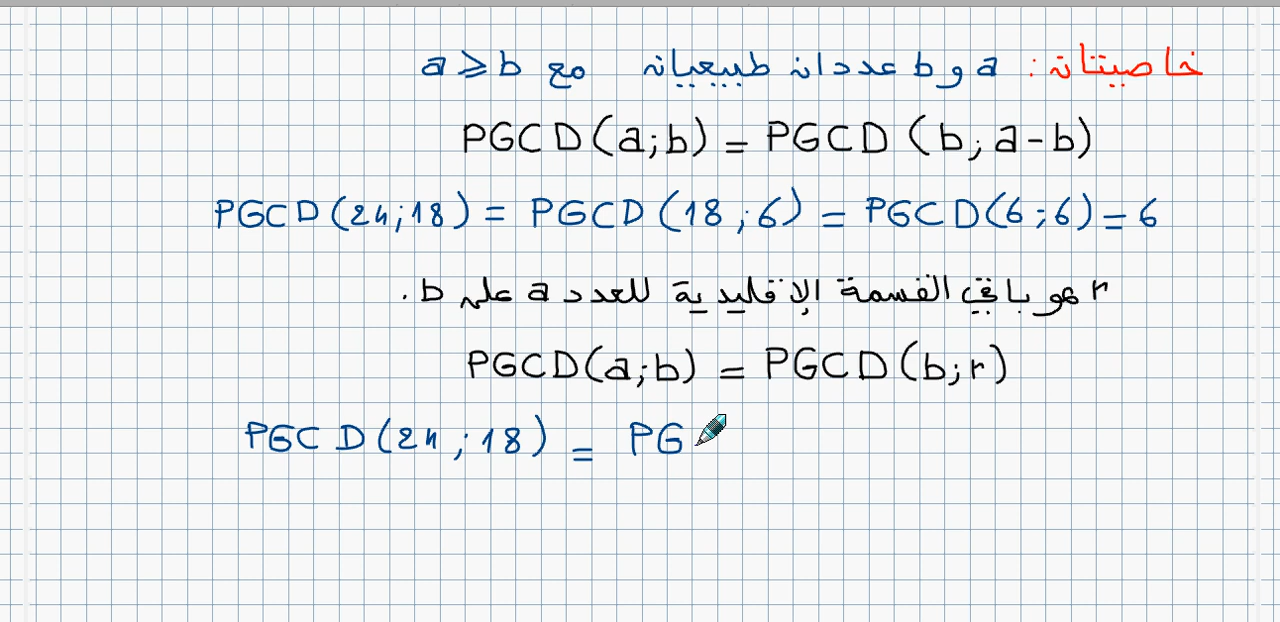 خاصيتان: a و b عددان طبيعيان مع a ⩾ b
PGCD(a;b) = PGCD(b;a-b)
PGCD(24;18) = PGCD(18;6) = PGCD(6;6) = 6
r هو باقي القسمة الإقليدية للعدد a على b.
PGCD(a;b) = PGCD(b;r)
PGCD(24;18) = PG